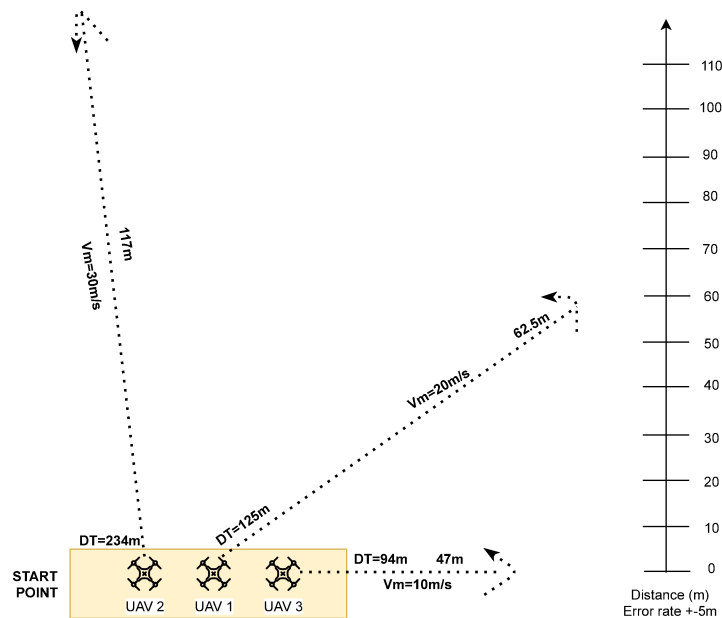 117m
Vm=30m/s
62.5m
Vm=20m/s
DT=125m
DT=234m
DT=94m 47m
Vm=10m/s
START
POINT
UAV 2 UAV 1 UAV 3
110
100
90
80
70
60
50
40
30
20
10
0
Distance (m)
Error rate +-5m